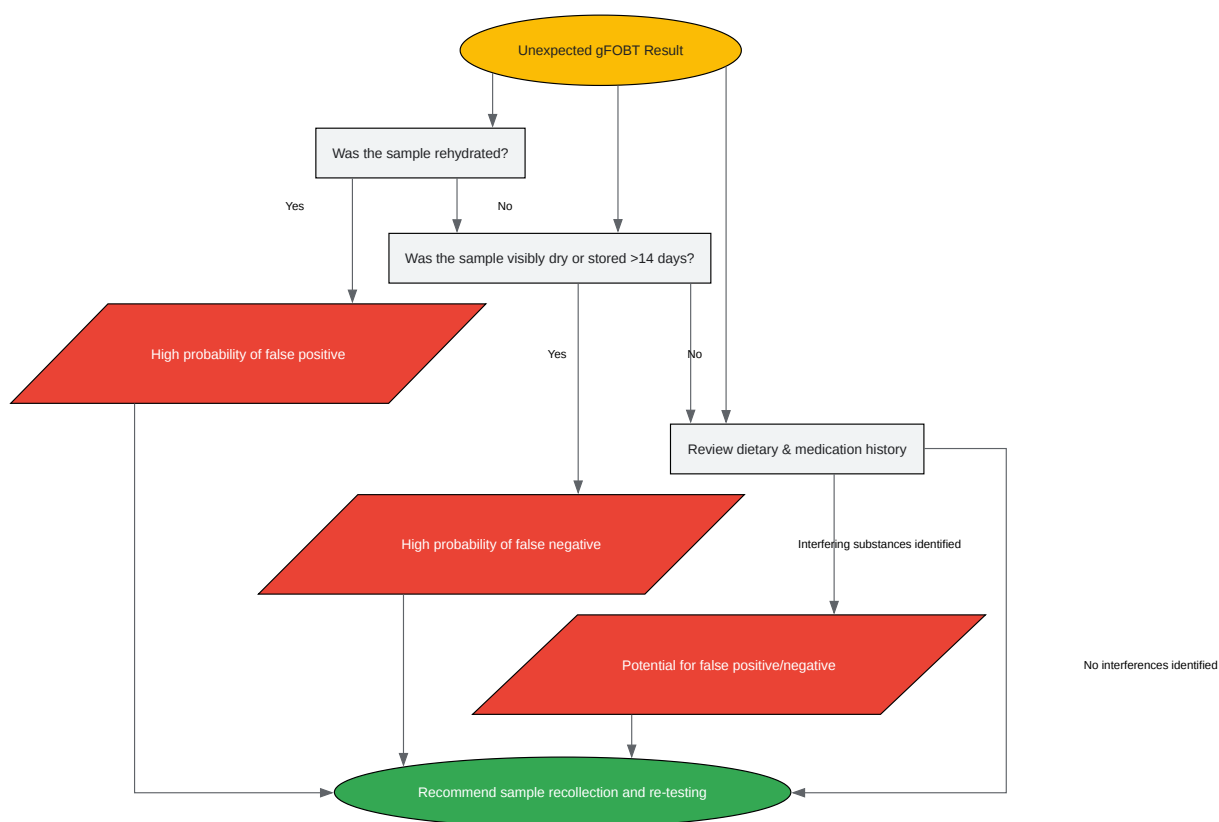 Unexpected gFOBT Result
Was the sample rehydrated?
Yes
No
Was the sample visibly dry or stored >14 days?
High probability of false positive
Yes
No
Review dietary & medication history
High probability of false negative
Interfering substances identified
Potential for false positive/negative
No interferences identified
Recommend sample recollection and re-testing